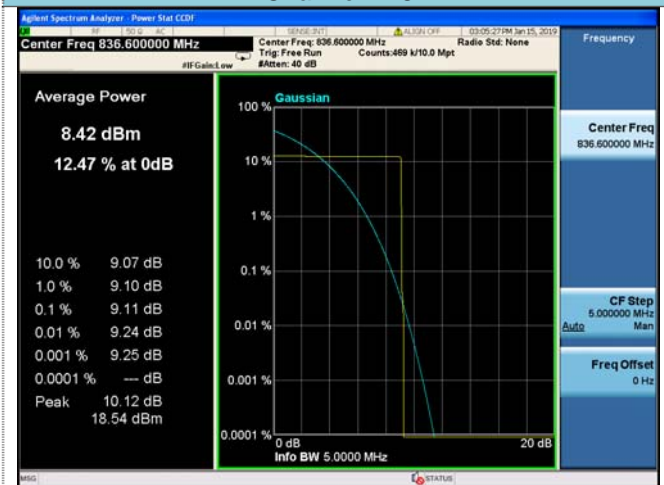 Agilent Spectrum Analyzer - Power Stat CCDF
RF 50 Ω AC SENSE:INT ALIGN OFF 03:05:27 PM Jan 15, 2019
Center Freq 836.600000 MHz
Center Freq: 836.600000 MHz Radio Std: None
Trig: Free Run Counts:469 k/10.0 Mpt
#IFGain:Low #Atten: 40 dB
Frequency
Average Power
8.42 dBm
12.47 % at 0dB
10.0 % 9.07 dB
1.0 % 9.10 dB
0.1 % 9.11 dB
0.01 % 9.24 dB
0.001 % 9.25 dB
0.0001 % --- dB
Peak 10.12 dB
18.54 dBm
Gaussian
100 %
10 %
1 %
0.1 %
0.01 %
0.001 %
0.0001 %
0 dB 20 dB
Info BW 5.0000 MHz
Center Freq
836.600000 MHz
CF Step
5.000000 MHz
Auto Man
Freq Offset
0 Hz
MSG STATUS